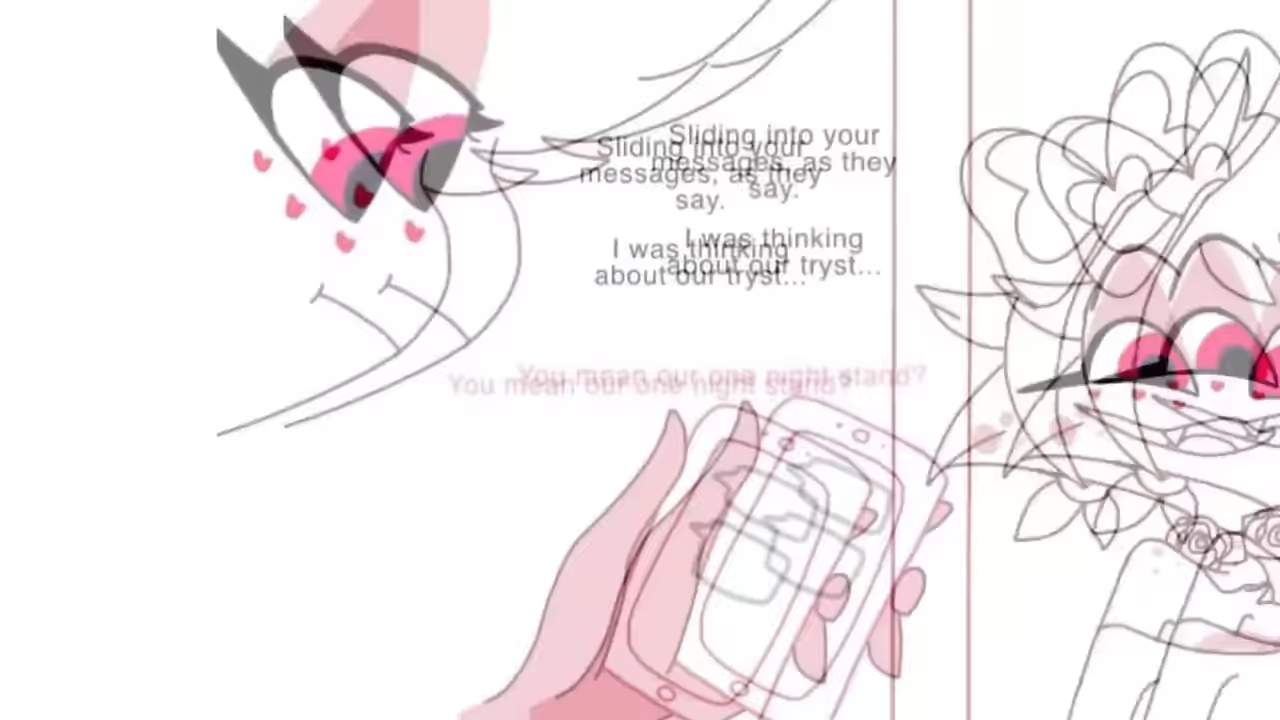 Sliding into your
messages, as they
say.
I was thinking
about our tryst...
You mean our one night stand?